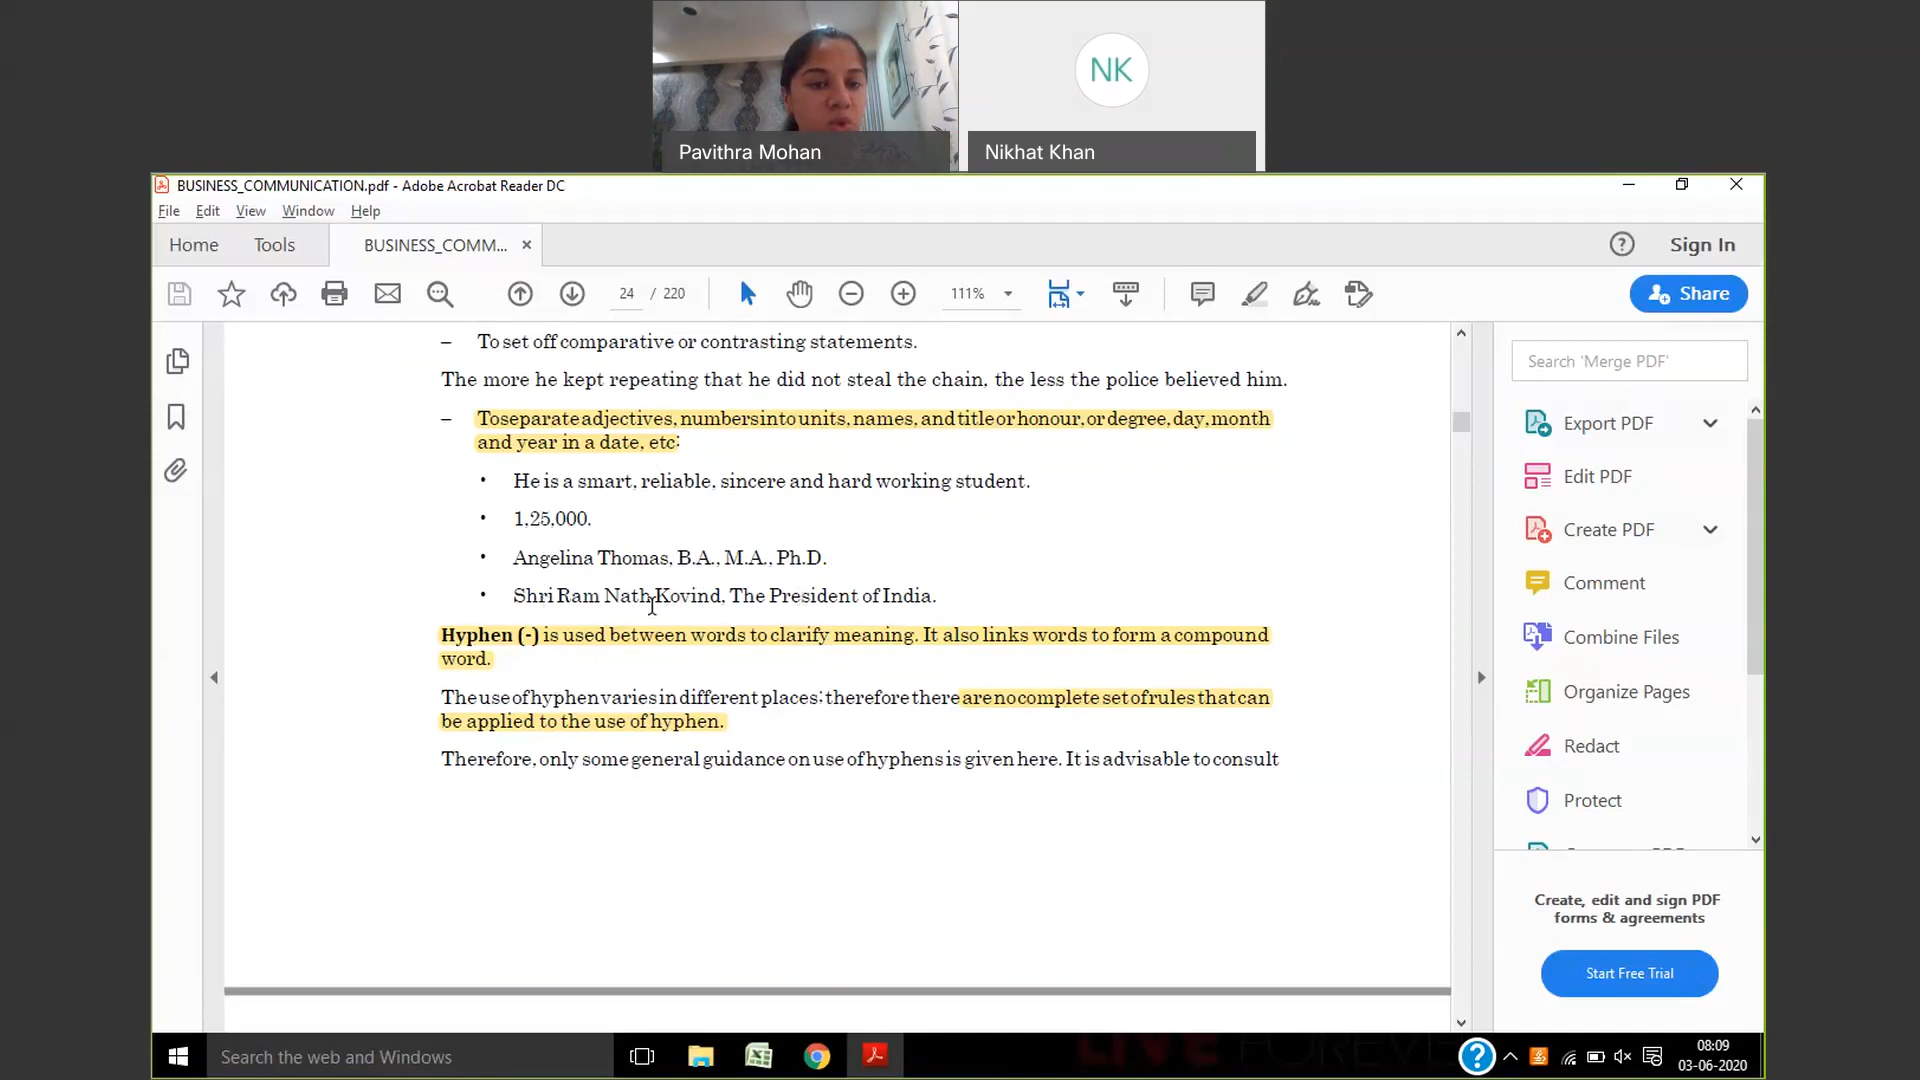 NK
Pavithra Mohan
Nikhat Khan
BUSINESS_COMMUNICATION.pdf - Adobe Acrobat Reader DC
File Edit View Window Help
Home Tools BUSINESS_COMM... × Sign In
24 / 220 111% Share
– To set off comparative or contrasting statements.
The more he kept repeating that he did not steal the chain, the less the police believed him.
– To separate adjectives, numbers into units, names, and title or honour, or degree, day, month
and year in a date, etc:
• He is a smart, reliable, sincere and hard working student.
• 1,25,000.
• Angelina Thomas, B.A., M.A., Ph.D.
• Shri Ram Nath Kovind, The President of India.
Hyphen (-) is used between words to clarify meaning. It also links words to form a compound
word.
The use of hyphen varies in different places; therefore there are no complete set of rules that can
be applied to the use of hyphen.
Therefore, only some general guidance on use of hyphens is given here. It is advisable to consult
Search 'Merge PDF'
Export PDF
Edit PDF
Create PDF
Comment
Combine Files
Organize Pages
Redact
Protect
Create, edit and sign PDF
forms & agreements
Start Free Trial
Search the web and Windows
08:09
03-06-2020